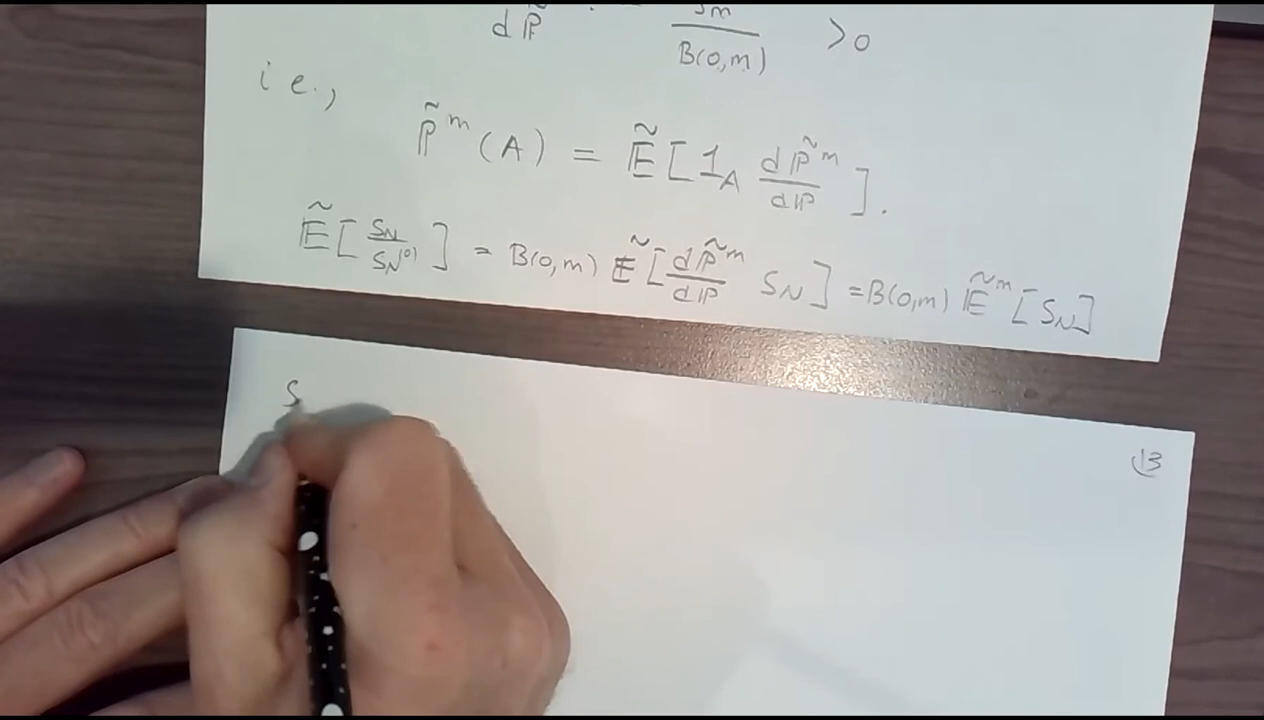 dP̃ S_m / B(0,m) >0
i e.,
P̃^m (A) = Ẽ [ 1_A dP̃^m / dP̃ ].
Ẽ [ S_N / S_N^(0) ] = B(0,m) Ẽ [ dP̃^m / dP̃ S_N ] = B(0,m) Ẽ^m [ S_N ]
13
S